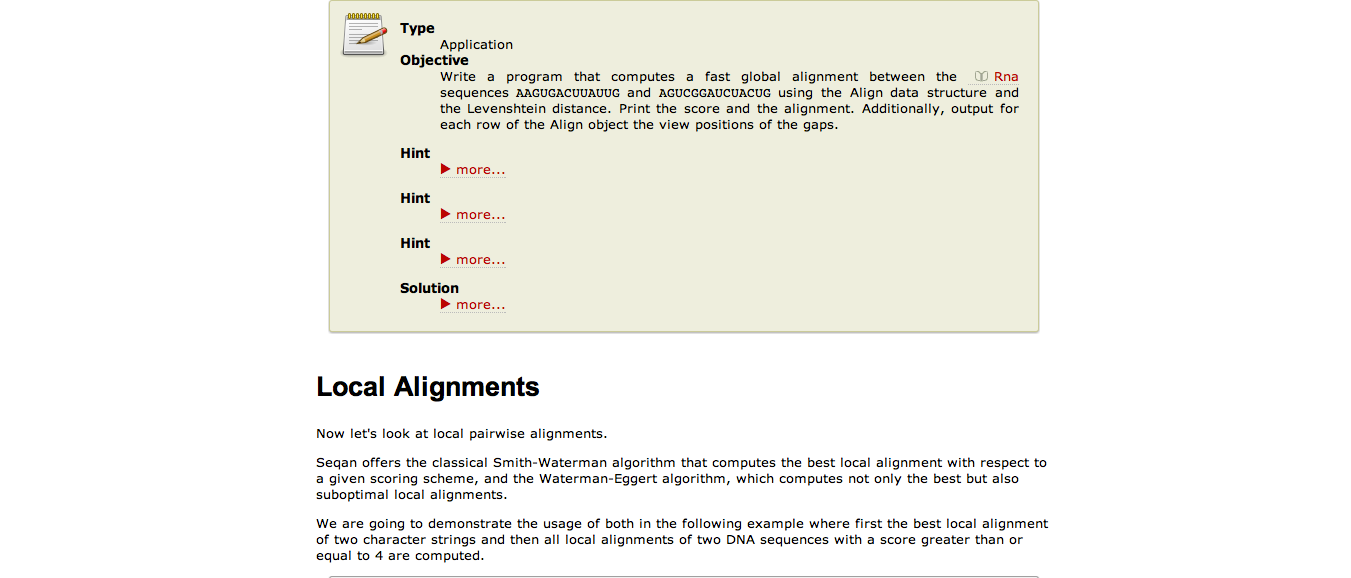 Type
Application
Objective
Write a program that computes a fast global alignment between the Rna
sequences AAGUGACUUAUUG and AGUCGGAUCUACUG using the Align data structure and
the Levenshtein distance. Print the score and the alignment. Additionally, output for
each row of the Align object the view positions of the gaps.
Hint
more...
Hint
more...
Hint
more...
Solution
more...
Local Alignments
Now let's look at local pairwise alignments.
Seqan offers the classical Smith-Waterman algorithm that computes the best local alignment with respect to
a given scoring scheme, and the Waterman-Eggert algorithm, which computes not only the best but also
suboptimal local alignments.
We are going to demonstrate the usage of both in the following example where first the best local alignment
of two character strings and then all local alignments of two DNA sequences with a score greater than or
equal to 4 are computed.